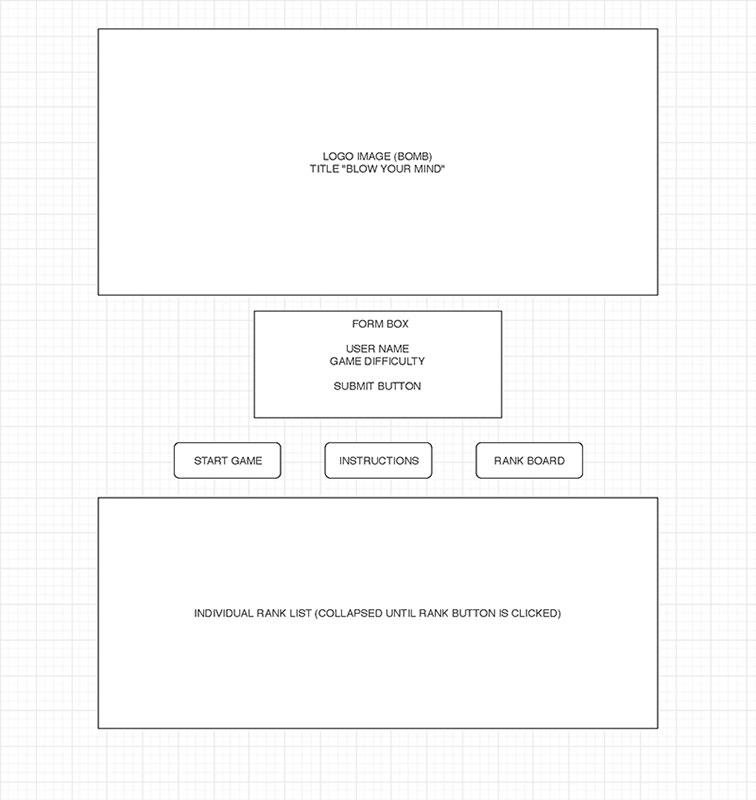 LOGO IMAGE (BOMB)
TITLE "BLOW YOUR MIND"
FORM BOX
USER NAME
GAME DIFFICULTY
SUBMIT BUTTON
START GAME
INSTRUCTIONS
RANK BOARD
INDIVIDUAL RANK LIST (COLLAPSED UNTIL RANK BUTTON IS CLICKED)